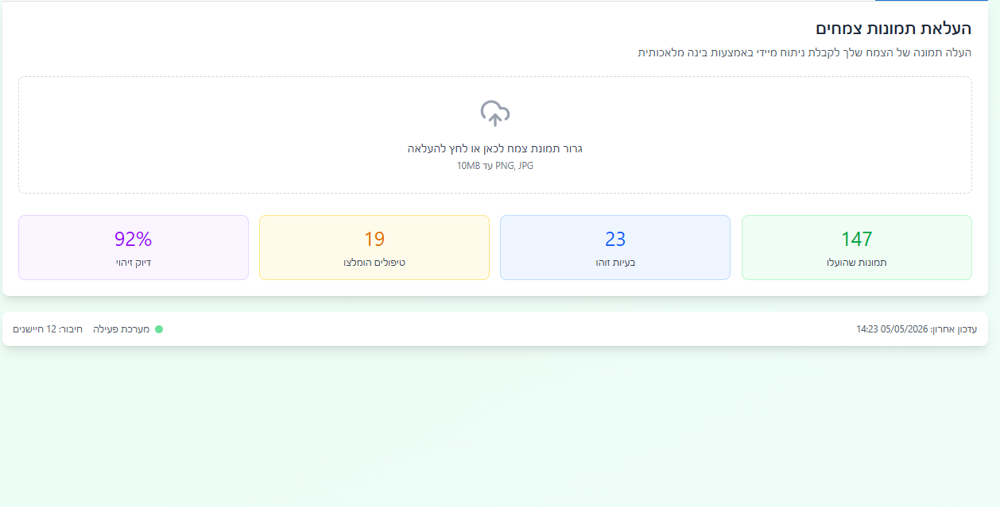 העלאת תמונות צמחים
העלה תמונה של הצמח שלך לקבלת ניתוח מיידי באמצעות בינה מלאכותית
גרור תמונת צמח לכאן או לחץ להעלאה
PNG, JPG עד 10MB
147
תמונות שהועלו
23
בעיות זוהו
19
טיפולים הומלצו
92%
דיוק זיהוי
עדכון אחרון: 05/05/2026 14:23
מערכת פעילה
חיבור: 12 חיישנים